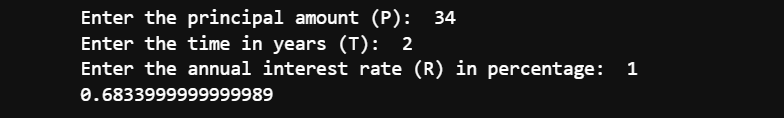 Enter the principal amount (P):  34
Enter the time in years (T):  2
Enter the annual interest rate (R) in percentage:  1
0.6833999999999989